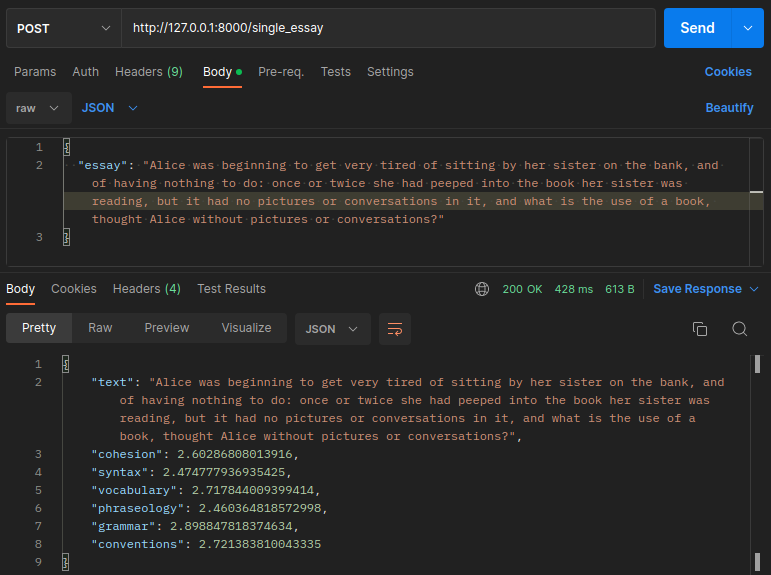 POST http://127.0.0.1:8000/single_essay Send
Params Auth Headers (9) Body Pre-req. Tests Settings Cookies
raw JSON Beautify
1 {
2 "essay": "Alice was beginning to get very tired of sitting by her sister on the bank, and
of having nothing to do: once or twice she had peeped into the book her sister was
reading, but it had no pictures or conversations in it, and what is the use of a book,
thought Alice without pictures or conversations?"
3 }
Body Cookies Headers (4) Test Results 200 OK 428 ms 613 B Save Response
Pretty Raw Preview Visualize JSON
1 {
2 "text": "Alice was beginning to get very tired of sitting by her sister on the bank, and
of having nothing to do: once or twice she had peeped into the book her sister was
reading, but it had no pictures or conversations in it, and what is the use of a
book, thought Alice without pictures or conversations?",
3 "cohesion": 2.60286808013916,
4 "syntax": 2.474777936935425,
5 "vocabulary": 2.717844009399414,
6 "phraseology": 2.460364818572998,
7 "grammar": 2.898847818374634,
8 "conventions": 2.721383810043335
9 }